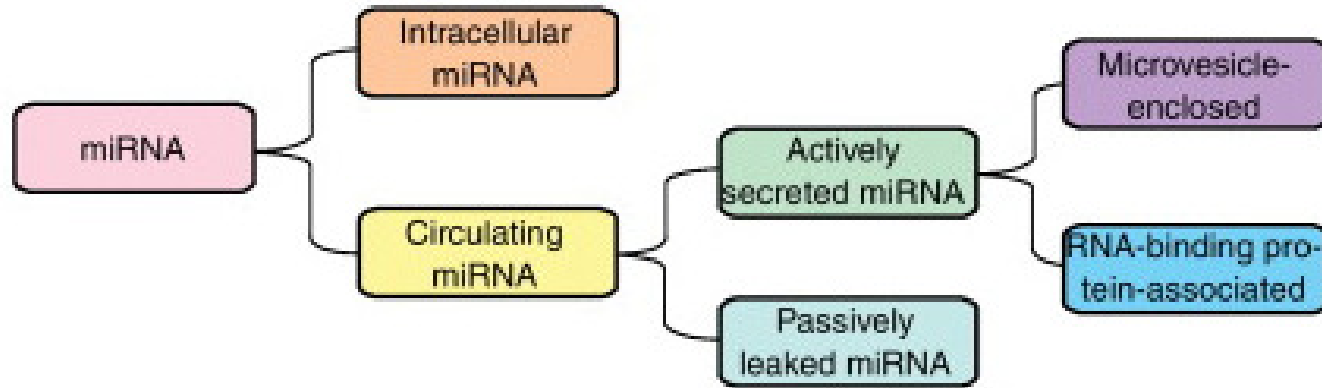 miRNA
Intracellular
miRNA
Circulating
miRNA
Actively
secreted miRNA
Passively
leaked miRNA
Microvesicle-
enclosed
RNA-binding pro-
tein-associated